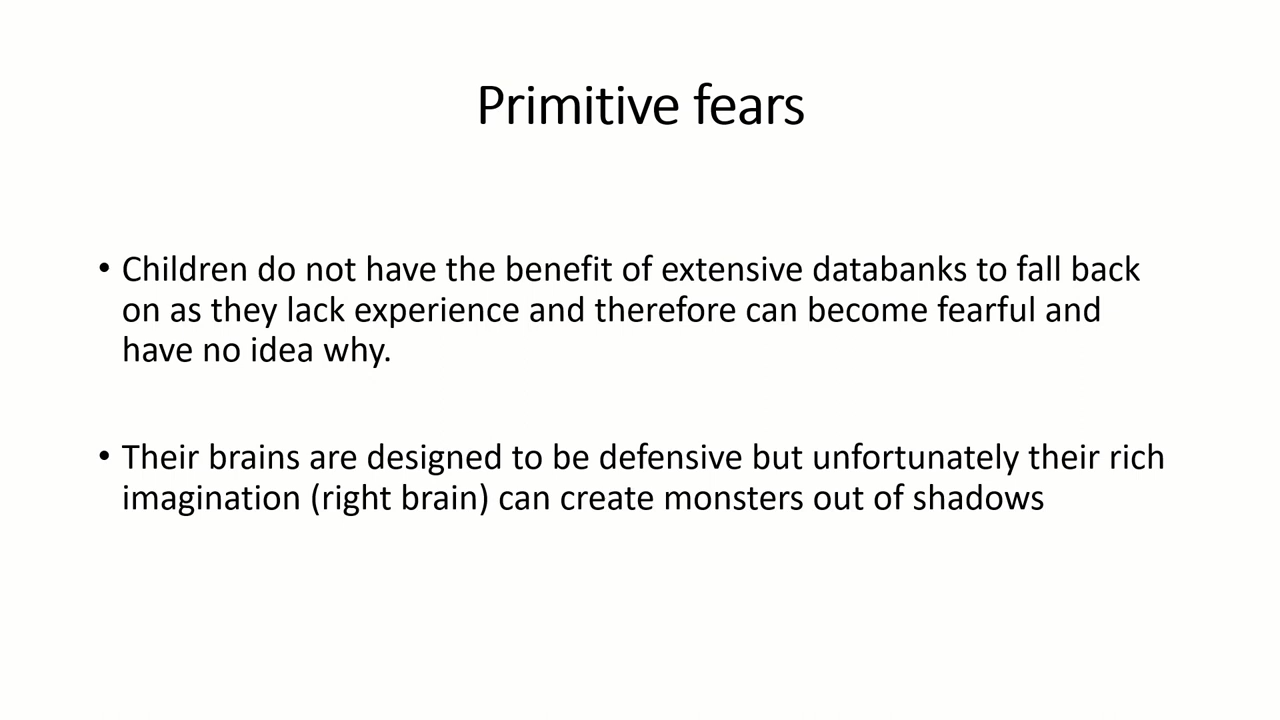 Primitive fears
• Children do not have the benefit of extensive databanks to fall back
on as they lack experience and therefore can become fearful and
have no idea why.
• Their brains are designed to be defensive but unfortunately their rich
imagination (right brain) can create monsters out of shadows